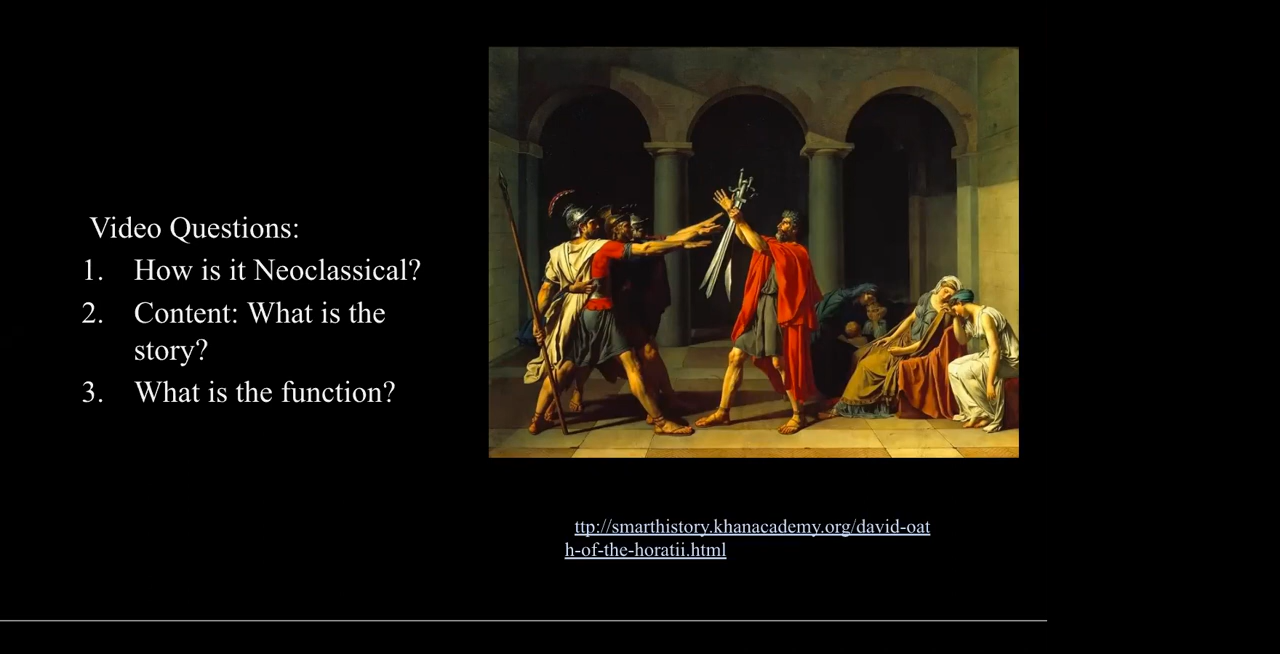 Video Questions:
1. How is it Neoclassical?
2. Content: What is the
story?
3. What is the function?
ttp://smarthistory.khanacademy.org/david-oat
h-of-the-horatii.html